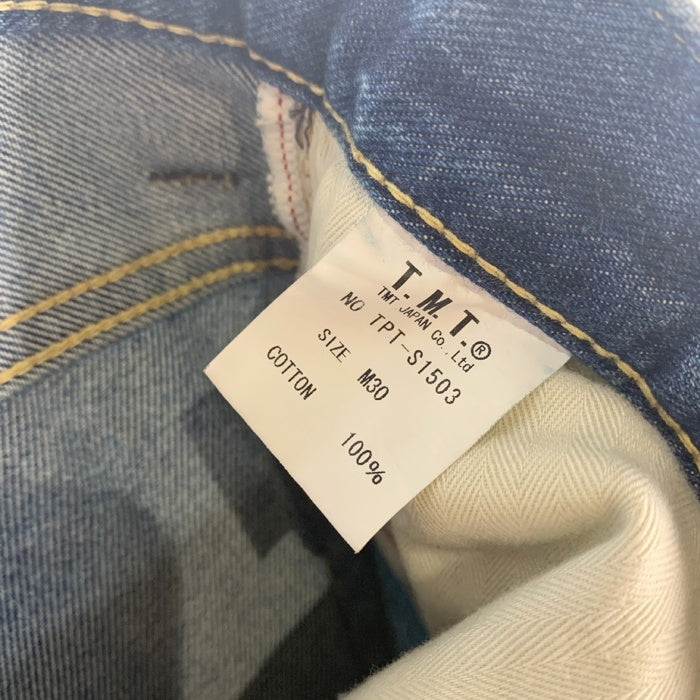 T.M.T.®
TMT JAPAN Co., Ltd
NO TPT-S1503
SIZE M30
COTTON 100%